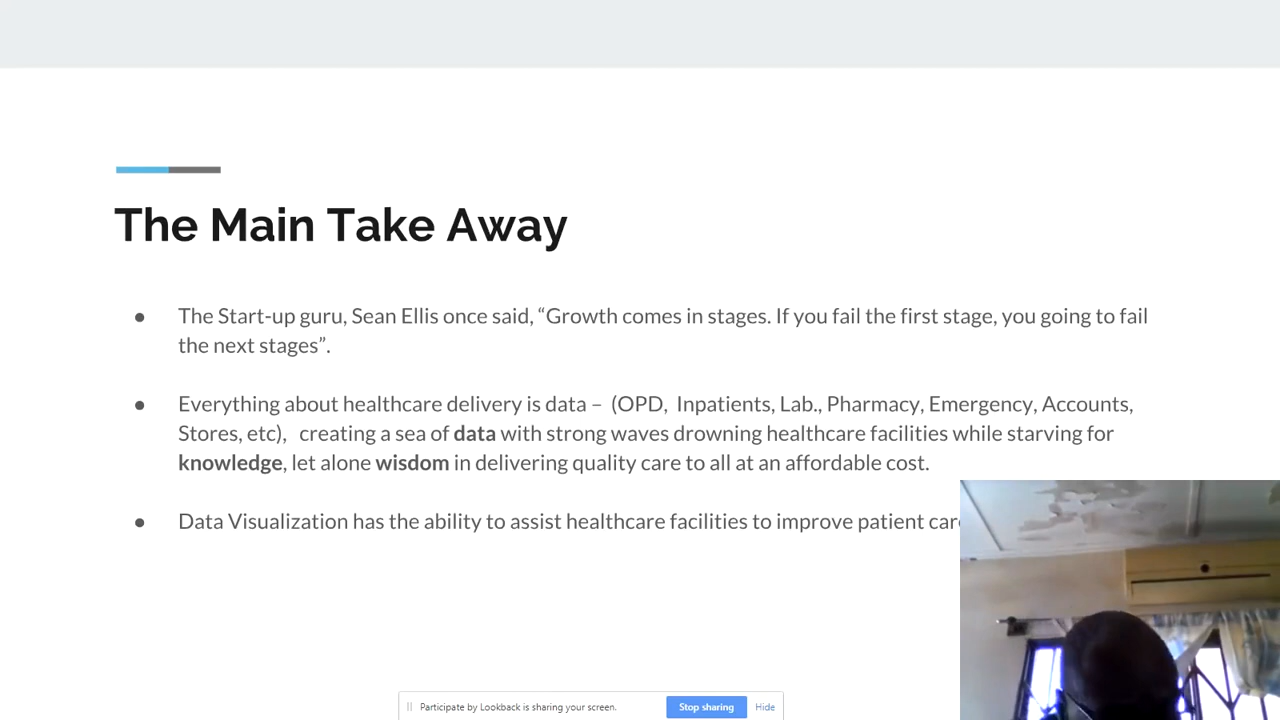 The Main Take Away
● The Start-up guru, Sean Ellis once said, “Growth comes in stages. If you fail the first stage, you going to fail
the next stages”.
● Everything about healthcare delivery is data – (OPD, Inpatients, Lab., Pharmacy, Emergency, Accounts,
Stores, etc), creating a sea of data with strong waves drowning healthcare facilities while starving for
knowledge, let alone wisdom in delivering quality care to all at an affordable cost.
● Data Visualization has the ability to assist healthcare facilities to improve patient care
Participate by Lookback is sharing your screen.
Stop sharing
Hide